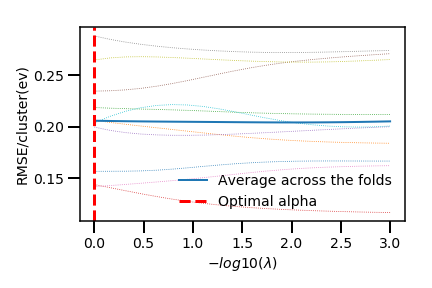 RMSE/cluster(ev)
0.25
0.20
0.15
Average across the folds
Optimal alpha
0.0 0.5 1.0 1.5 2.0 2.5 3.0
−log10(λ)